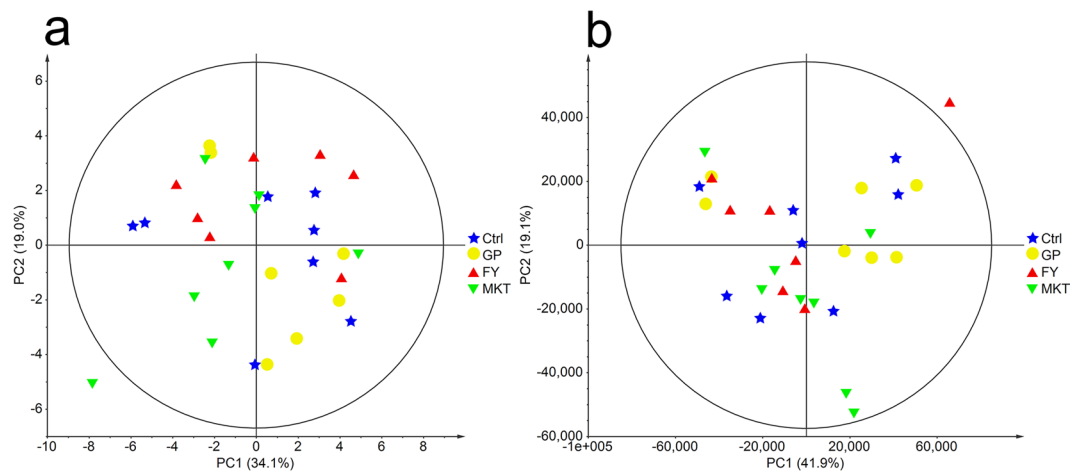 a
6
4
2
0
-2
-4
-6
-10
-8
-6
-4
-2
0
2
4
6
8
PC2 (19.0%)
PC1 (34.1%)
Ctrl
GP
FY
MKT
b
40,000
20,000
0
-20,000
-40,000
-60,000
-1e+005
-60,000
-20,000
20,000
60,000
PC2 (19.1%)
PC1 (41.9%)
Ctrl
GP
FY
MKT